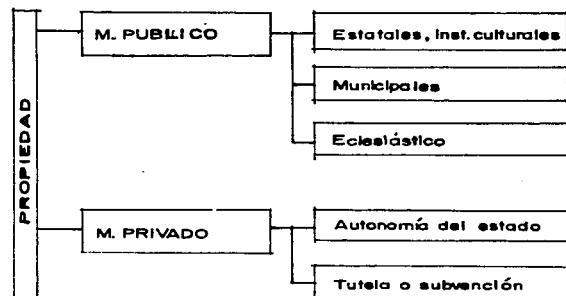 PROPIEDAD
M. PUBLICO
Estatales, Inst. culturales
Municipales
Eclesiástico
M. PRIVADO
Autonomía del estado
Tutela o subvención